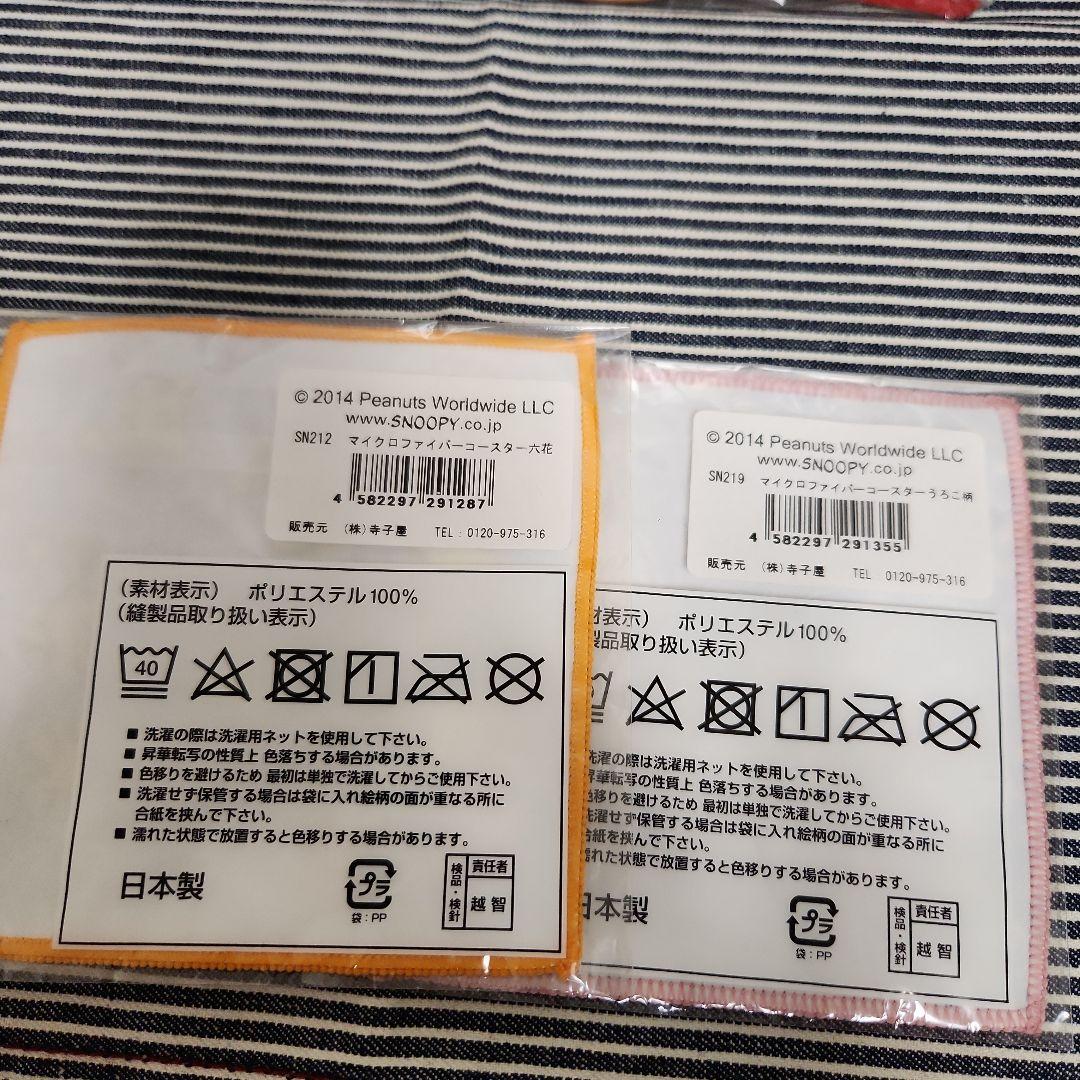 © 2014 Peanuts Worldwide LLC
www.SNOOPY.co.jp
SN212 マイクロファイバーコースター六花
4 582297 291287
販売元 (株)寺子屋 TEL：0120-975-316
(素材表示) ポリエステル100%
(縫製品取り扱い表示)
40
■ 洗濯の際は洗濯用ネットを使用して下さい。
■ 昇華転写の性質上 色落ちする場合があります。
■ 色移りを避けるため 最初は単独で洗濯してからご使用下さい。
■ 洗濯せず保管する場合は袋に入れ絵柄の面が重なる所に
合紙を挟んで下さい。
■ 濡れた状態で放置すると色移りする場合があります。
日本製
プラ
袋：PP
検品・検針
責任者
越智
© 2014 Peanuts Worldwide LLC
www.SNOOPY.co.jp
SN219 マイクロファイバーコースターうろこ柄
4 582297 291355
販売元 (株)寺子屋 TEL 0120-975-316
材表示) ポリエステル100%
製品取り扱い表示)
洗濯の際は洗濯用ネットを使用して下さい。
昇華転写の性質上 色落ちする場合があります。
色移りを避けるため 最初は単独で洗濯してからご使用下さい。
洗濯せず保管する場合は袋に入れ絵柄の面が重なる所に
合紙を挟んで下さい。
濡れた状態で放置すると色移りする場合があります。
日本製
プラ
袋：PP
検品・検針
責任者
越智